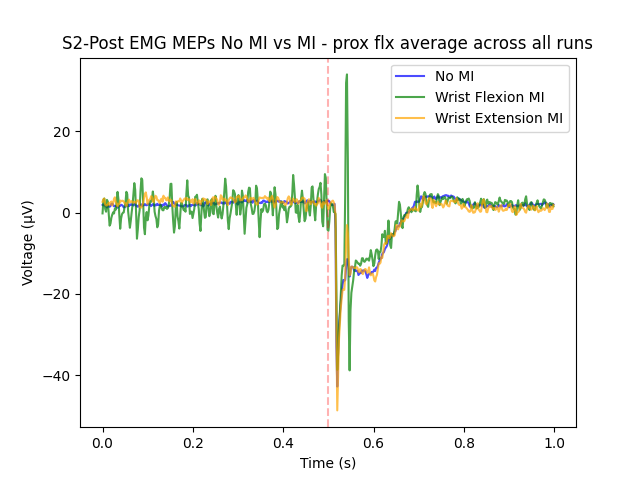 S2-Post EMG MEPs No MI vs MI - prox flx average across all runs
No MI
Wrist Flexion MI
Wrist Extension MI
Voltage (µV)
20
0
−20
−40
0.0 0.2 0.4 0.6 0.8 1.0
Time (s)